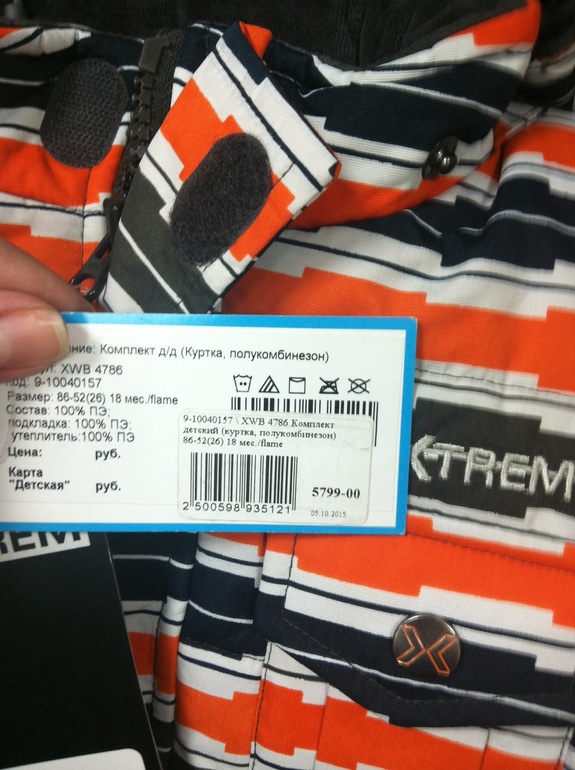 ние: Комплект д/д (Куртка, полукомбинезон)
ул: XWB 4786
Код: 9-10040157
Размер: 86-52(26) 18 мес./flame
Состав: 100% ПЭ;
подкладка: 100% ПЭ;
утеплитель:100% ПЭ
Цена: руб.
Карта
"Детская" руб.
9-10040157 \ XWB 4786 Комплект
детский (куртка, полукомбинезон)
86-52(26) 18 мес./flame
5799-00
2 500598 935121
05.10.2015
X-TREM
REM